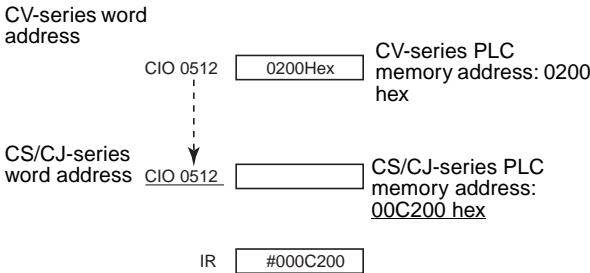 CV-series word
address
CIO 0512
0200Hex
CV-series PLC
memory address: 0200
hex
CS/CJ-series
word address
CIO 0512
CS/CJ-series PLC
memory address:
00C200 hex
IR
#000C200